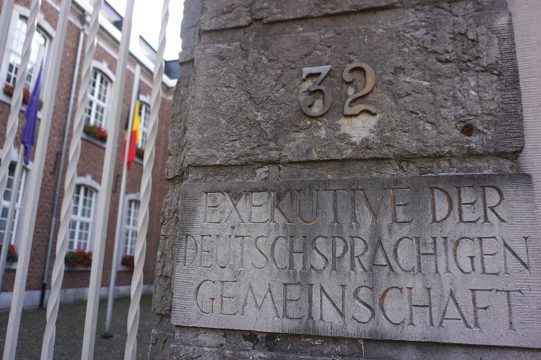 32
EXEKUTIVE DER
DEUTSCHSPRACHIGEN
GEMEINSCHAFT